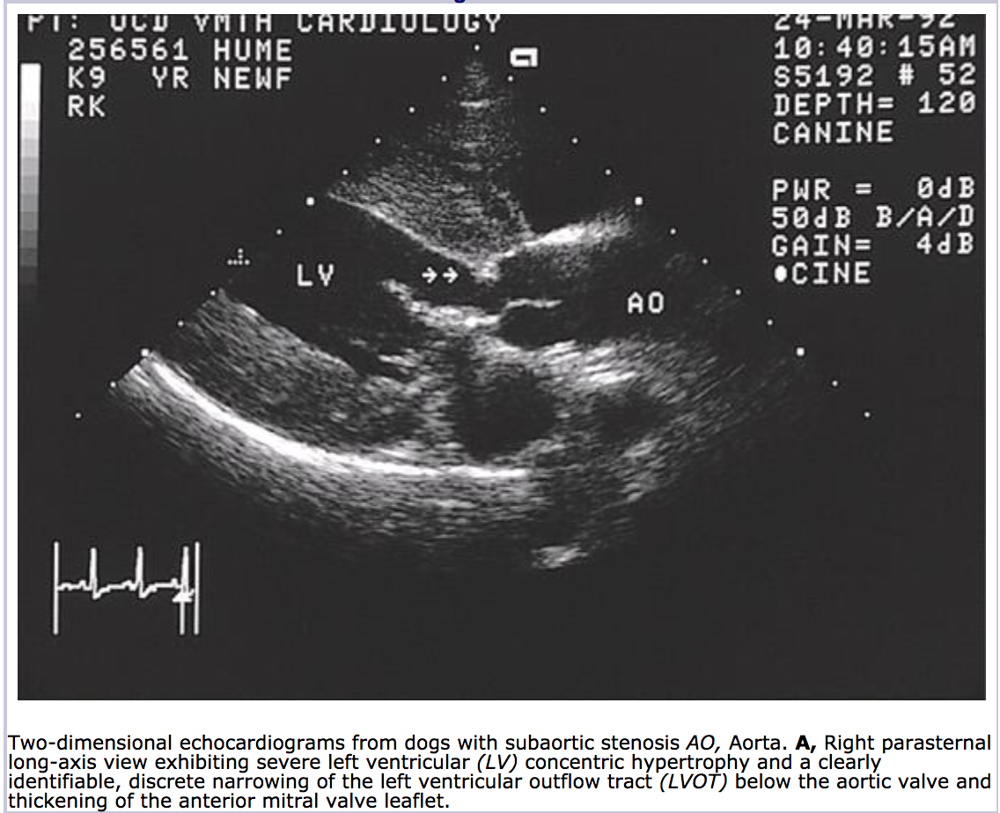 PT: UCD VMTH CARDIOLOGY
256561 HUME
K9 YR NEWF
RK
24-MAR-92
10:40:15AM
S5192 # 52
DEPTH= 120
CANINE
PWR = 0dB
50dB B/A/D
GAIN= 4dB
●CINE
LV
→→
AO
Two-dimensional echocardiograms from dogs with subaortic stenosis AO, Aorta. A, Right parasternal
long-axis view exhibiting severe left ventricular (LV) concentric hypertrophy and a clearly
identifiable, discrete narrowing of the left ventricular outflow tract (LVOT) below the aortic valve and
thickening of the anterior mitral valve leaflet.